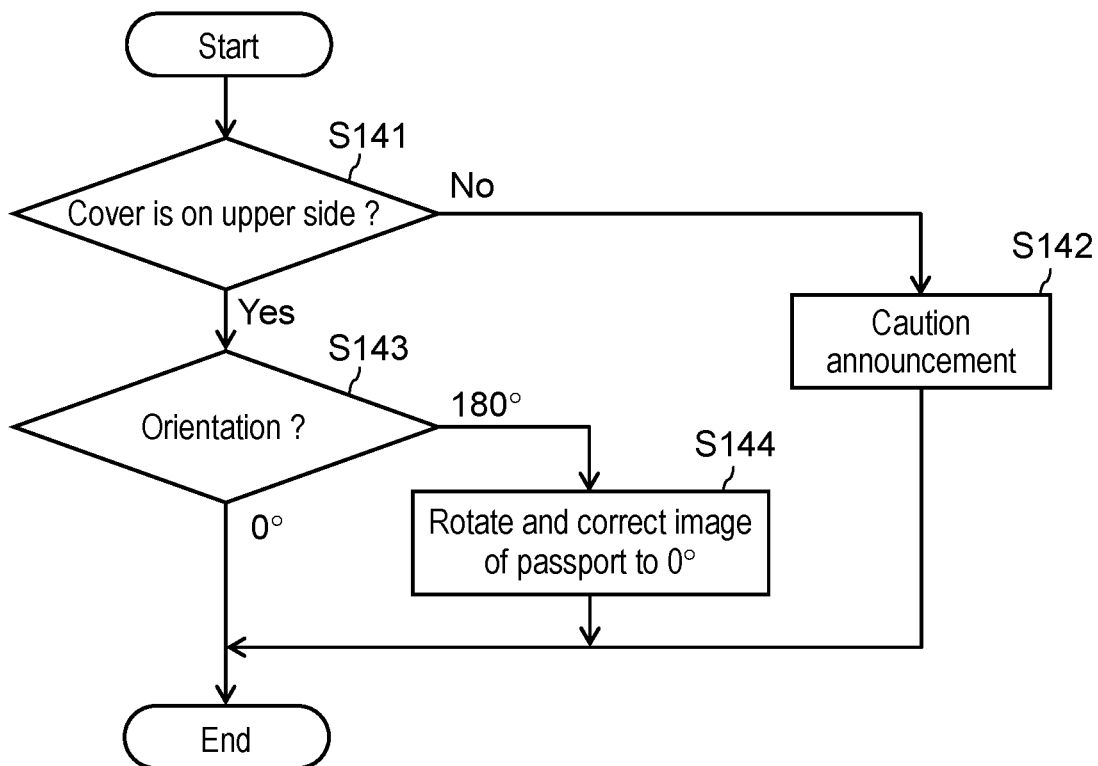 Start
S141
Cover is on upper side ?
No
S142
Caution
announcement
Yes
S143
Orientation ?
180°
S144
Rotate and correct image
of passport to 0°
0°
End